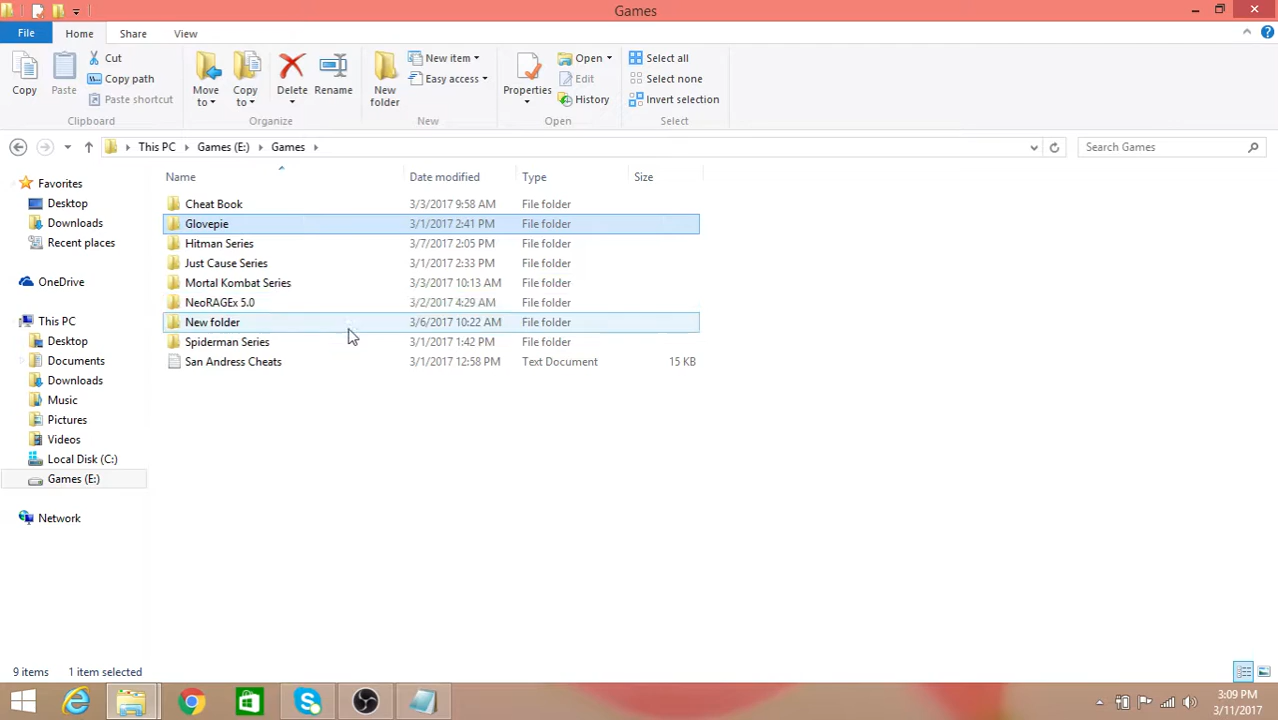 Games
File Home Share View
Copy
Paste
Cut
Copy path
Paste shortcut
Clipboard
Move to
Copy to
Delete
Rename
Organize
New folder
New item
Easy access
New
Properties
Open
Edit
History
Open
Select all
Select none
Invert selection
Select
This PC Games (E:) Games
Search Games
Name Date modified Type Size
Favorites
Desktop
Downloads
Recent places
OneDrive
This PC
Desktop
Documents
Downloads
Music
Pictures
Videos
Local Disk (C:)
Games (E:)
Network
Cheat Book 3/3/2017 9:58 AM File folder
Glovepie 3/1/2017 2:41 PM File folder
Hitman Series 3/7/2017 2:05 PM File folder
Just Cause Series 3/1/2017 2:33 PM File folder
Mortal Kombat Series 3/3/2017 10:13 AM File folder
NeoRAGEx 5.0 3/2/2017 4:29 AM File folder
New folder 3/6/2017 10:22 AM File folder
Spiderman Series 3/1/2017 1:42 PM File folder
San Andress Cheats 3/1/2017 12:58 PM Text Document 15 KB
9 items 1 item selected
3:09 PM
3/11/2017